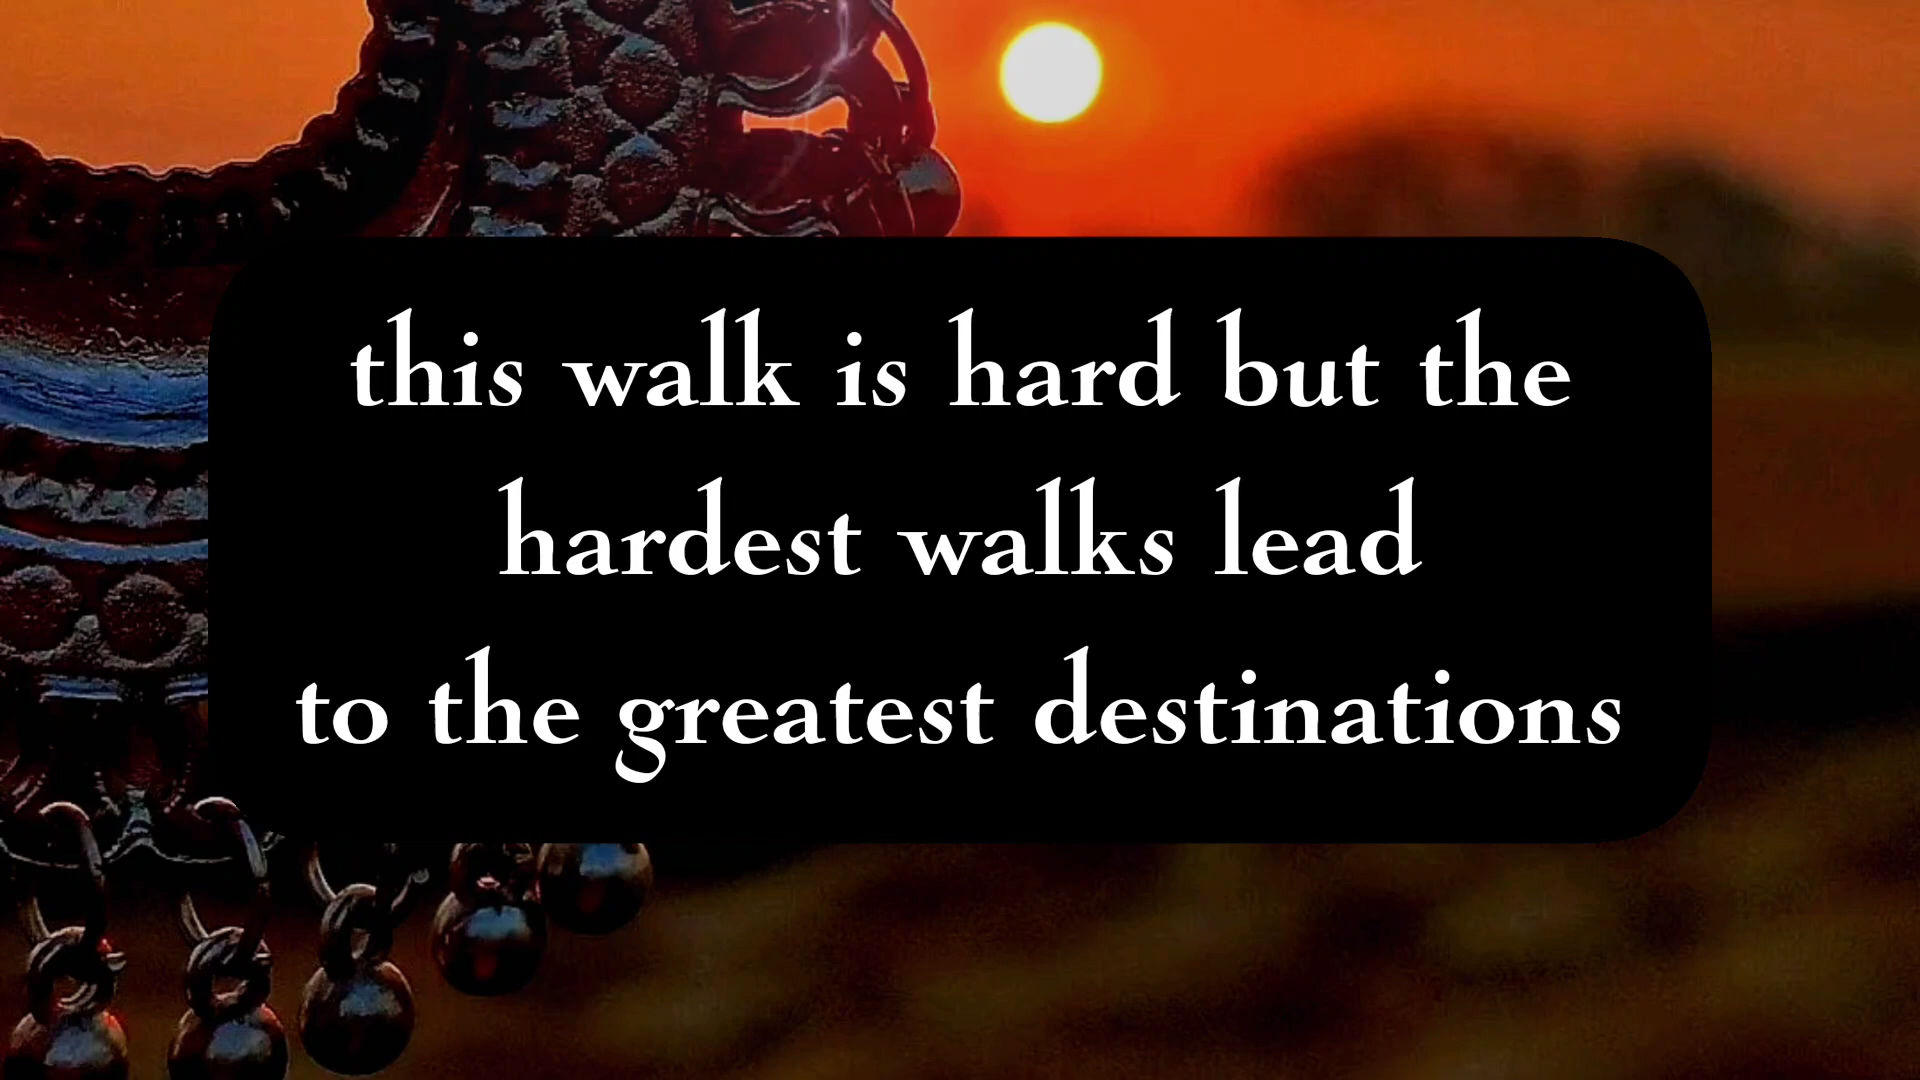 this walk is hard but the
hardest walks lead
to the greatest destinations